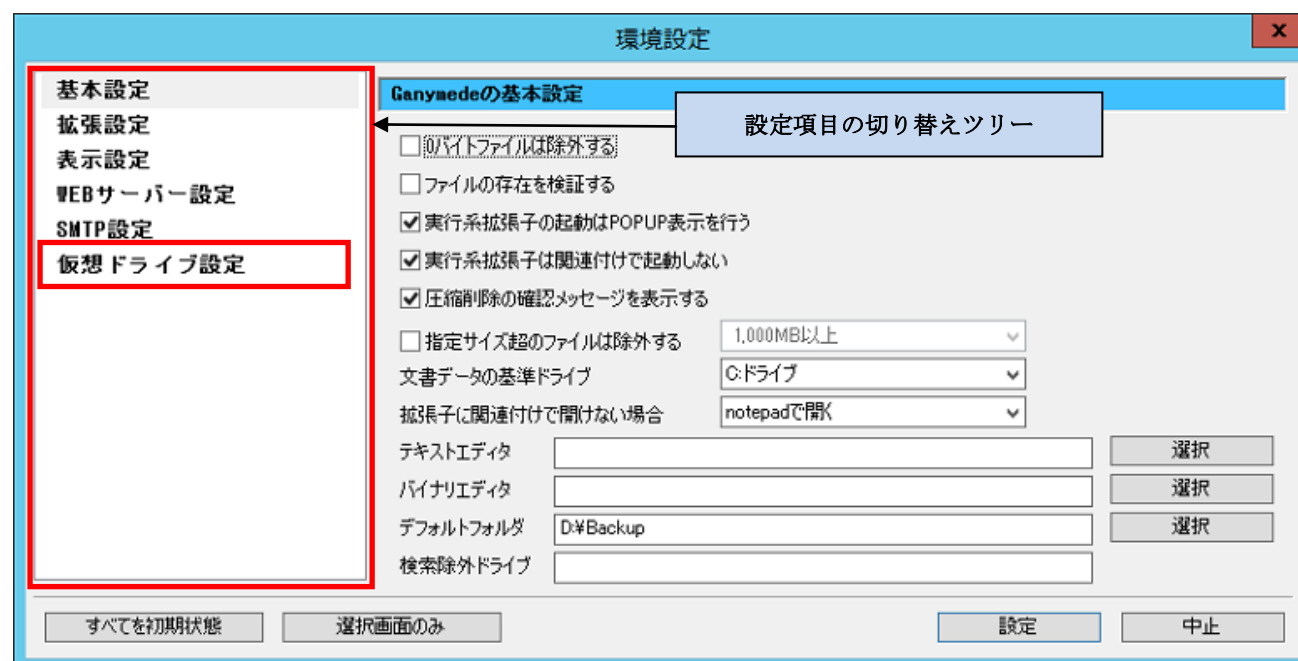 環境設定
x
基本設定
拡張設定
表示設定
WEBサーバー設定
SMTP設定
仮想ドライブ設定
Ganymedeの基本設定
設定項目の切り替えツリー
0バイトファイルは除外する
ファイルの存在を検証する
実行系拡張子の起動はPOPUP表示を行う
実行系拡張子は関連付けで起動しない
圧縮削除の確認メッセージを表示する
指定サイズ超のファイルは除外する 1,000MB以上
文書データの基準ドライブ C:ドライブ
拡張子に関連付けで開けない場合 notepadで開く
テキストエディタ 選択
バイナリエディタ 選択
デフォルトフォルダ D:¥Backup 選択
検索除外ドライブ
すべてを初期状態 選択画面のみ 設定 中止